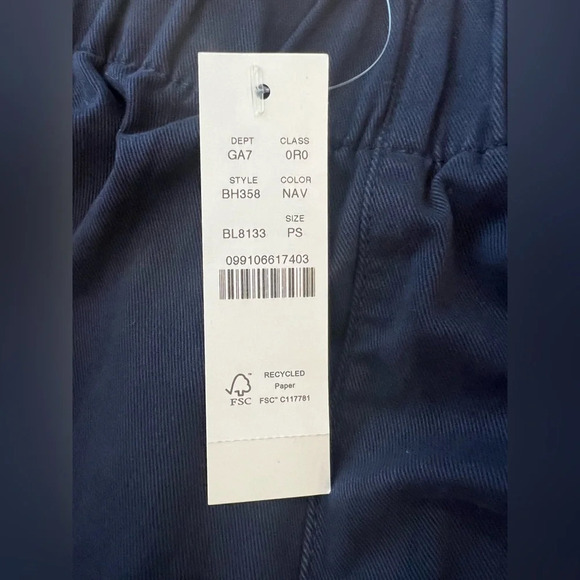 DEPT CLASS
GA7 0R0
STYLE COLOR
BH358 NAV
SIZE
BL8133 PS
099106617403
RECYCLED
Paper
FSC™ FSC® C117781